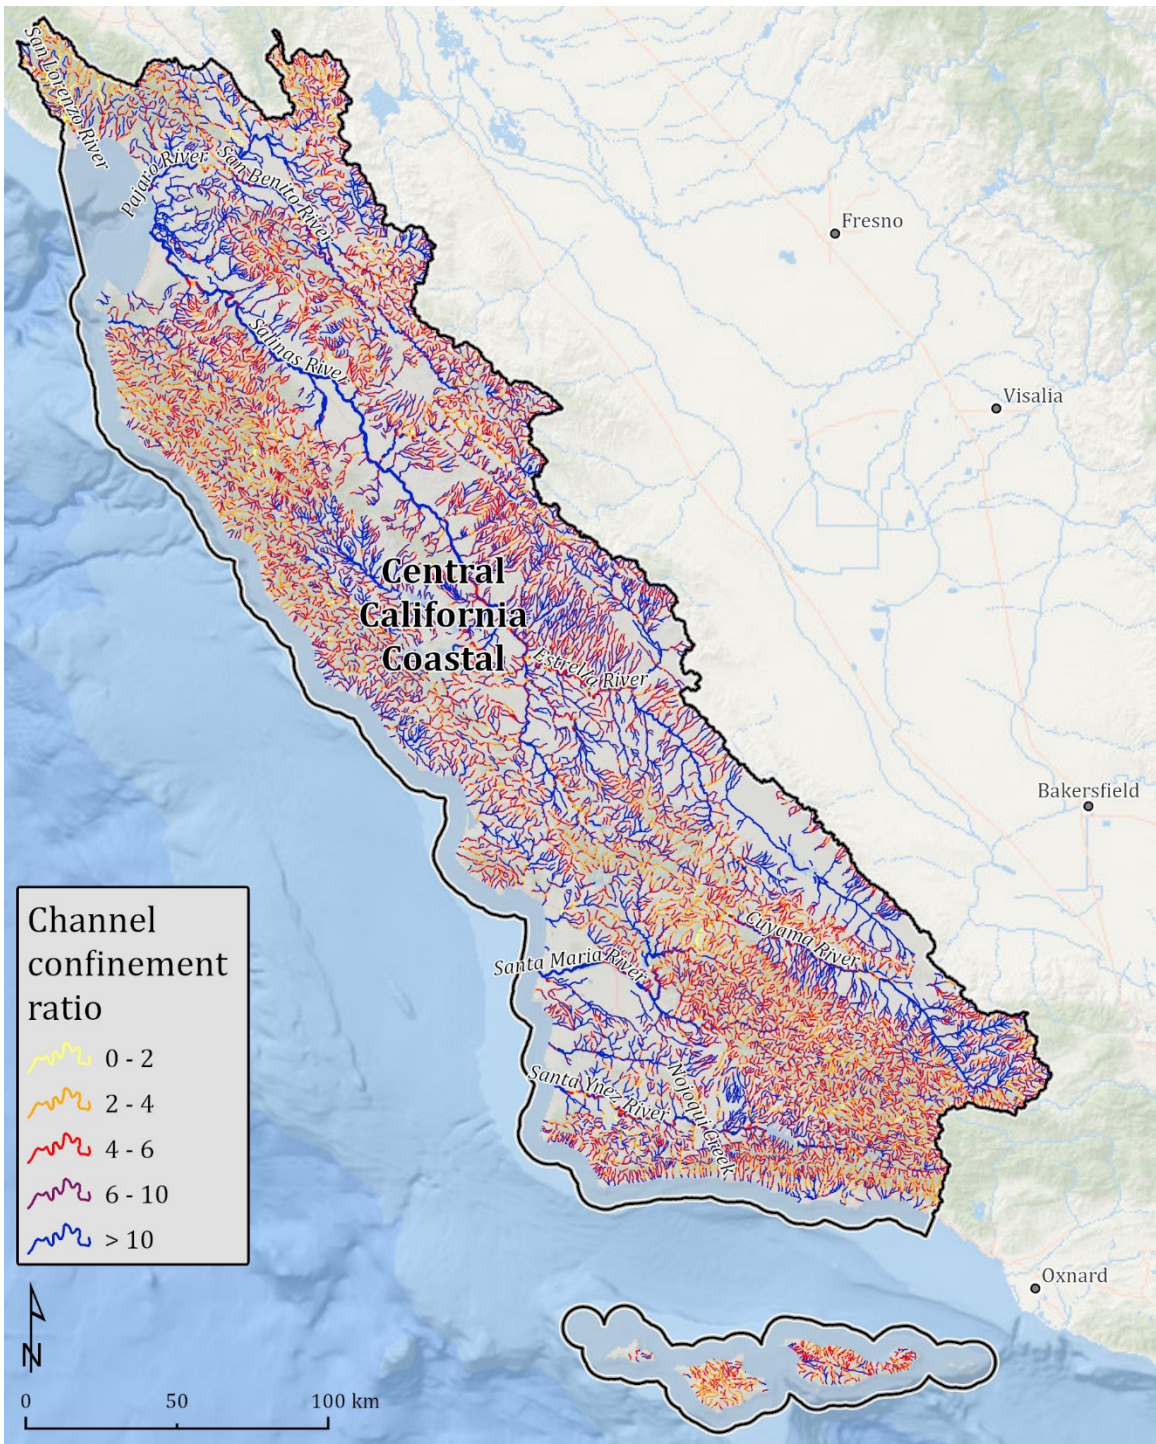 San Lorenzo River
Pajaro River
San Benito River
Fresno
Salinas River
Visalia
Central
California
Coastal
Estrella River
Bakersfield
Channel
confinement
ratio
0 - 2
2 - 4
4 - 6
6 - 10
> 10
Cuyama River
Santa Maria River
Santa Ynez River
Nojoqui Creek
Oxnard
N
0 50 100 km